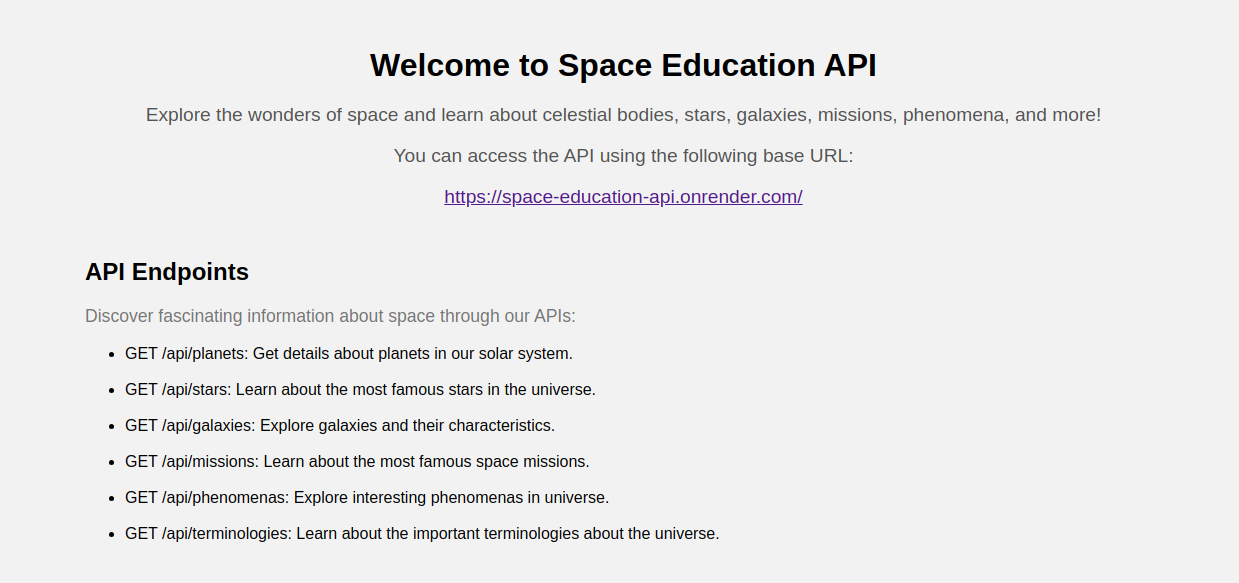 Welcome to Space Education API
Explore the wonders of space and learn about celestial bodies, stars, galaxies, missions, phenomena, and more!
You can access the API using the following base URL:
https://space-education-api.onrender.com/
API Endpoints
Discover fascinating information about space through our APIs:
• GET /api/planets: Get details about planets in our solar system.
• GET /api/stars: Learn about the most famous stars in the universe.
• GET /api/galaxies: Explore galaxies and their characteristics.
• GET /api/missions: Learn about the most famous space missions.
• GET /api/phenomenas: Explore interesting phenomenas in universe.
• GET /api/terminologies: Learn about the important terminologies about the universe.